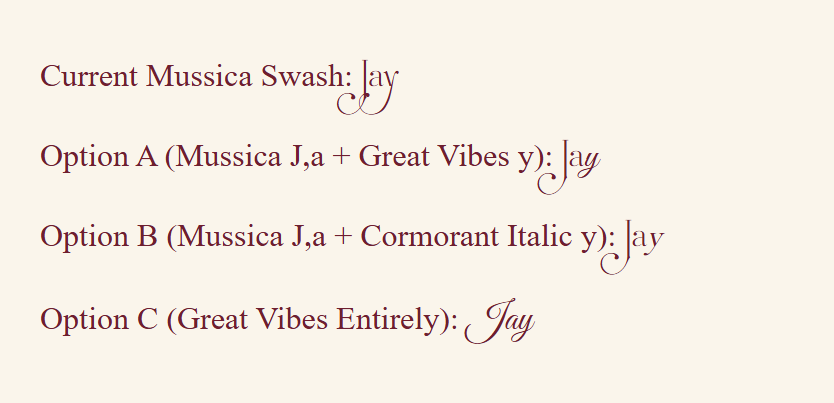 Current Mussica Swash: Jay
Option A (Mussica J,a + Great Vibes y): Jay
Option B (Mussica J,a + Cormorant Italic y): Jay
Option C (Great Vibes Entirely): Jay